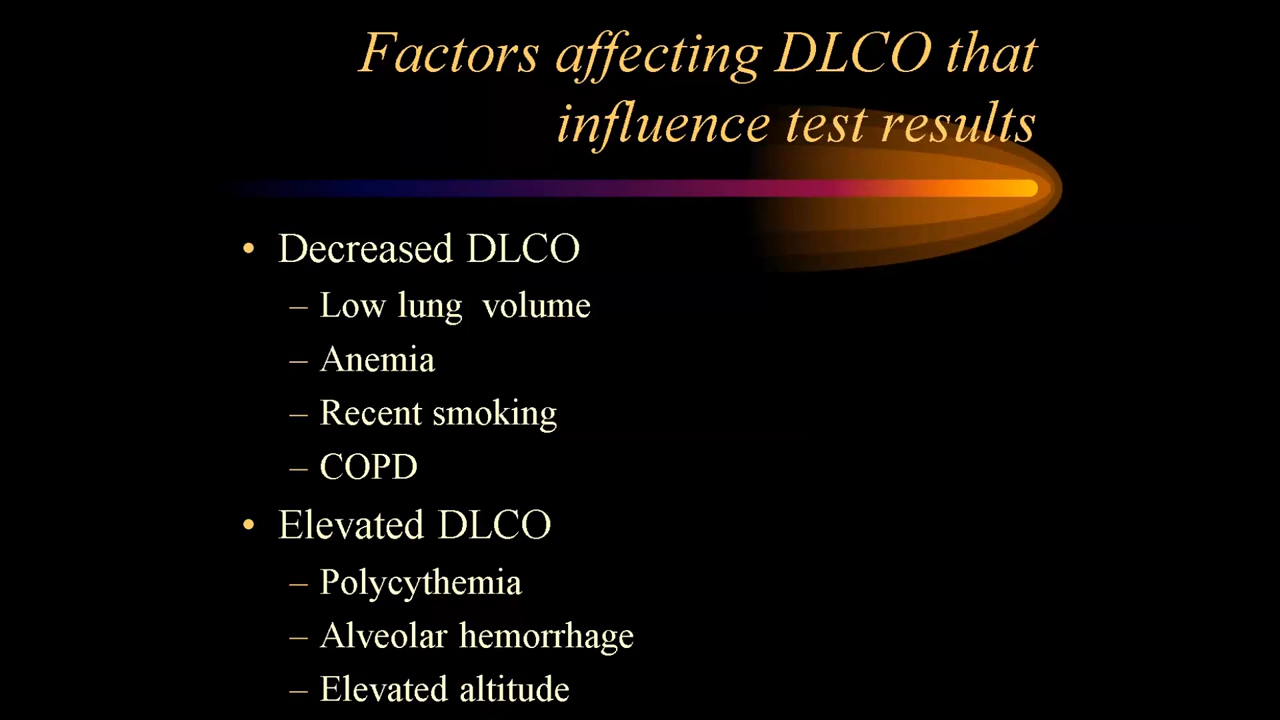 Factors affecting DLCO that
influence test results
• Decreased DLCO
– Low lung  volume
– Anemia
– Recent smoking
– COPD
• Elevated DLCO
– Polycythemia
– Alveolar hemorrhage
– Elevated altitude